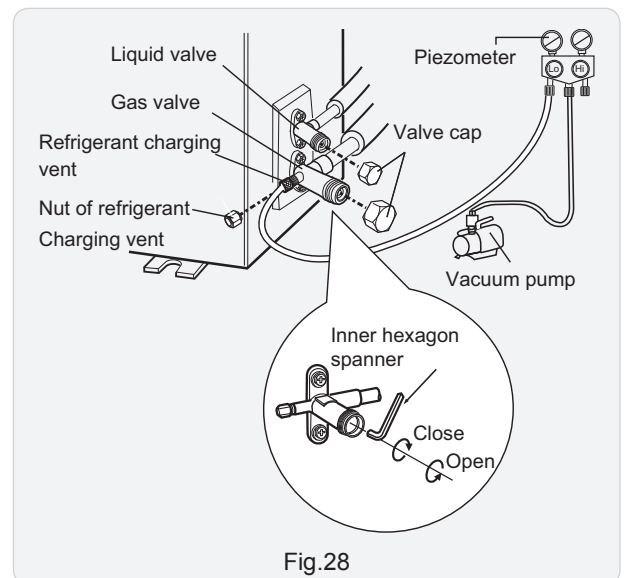 Liquid valve
Gas valve
Refrigerant charging
vent
Nut of refrigerant
Charging vent
Piezometer
Lo
Hi
Valve cap
Vacuum pump
Inner hexagon
spanner
Close
Open
Fig.28